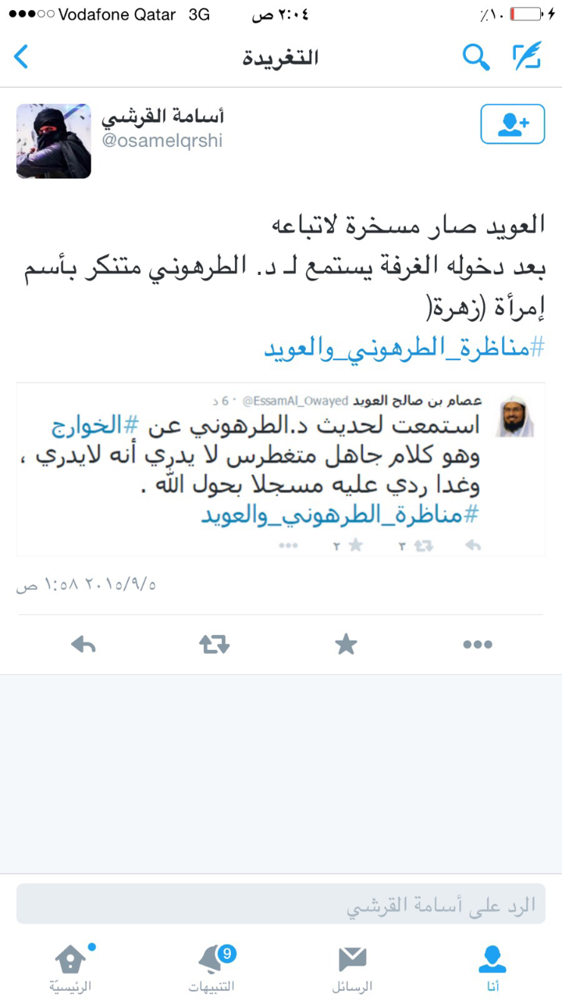 Vodafone Qatar 3G ٢:٠٤ ص ٪١٠
التغريدة
أسامة القرشي
@osamelqrshi
العويد صار مسخرة لاتباعه
بعد دخوله الغرفة يستمع لـ د. الطرهوني متنكر بأسم
إمرأة (زهرة(
#مناظرة_الطرهوني_والعويد
عصام بن صالح العويد @EssamAl_Owayed · 6 د
استمعت لحديث د.الطرهوني عن #الخوارج
وهو كلام جاهل متغطرس لا يدري أنه لايدري ،
وغدا ردي عليه مسجلا بحول الله .
#مناظرة_الطرهوني_والعويد
٣ ٢
٢٠١٥/٩/٥ ١:٥٨ ص
الرد على أسامة القرشي
أنا
الرسائل
9
التنبيهات
الرئيسيّة